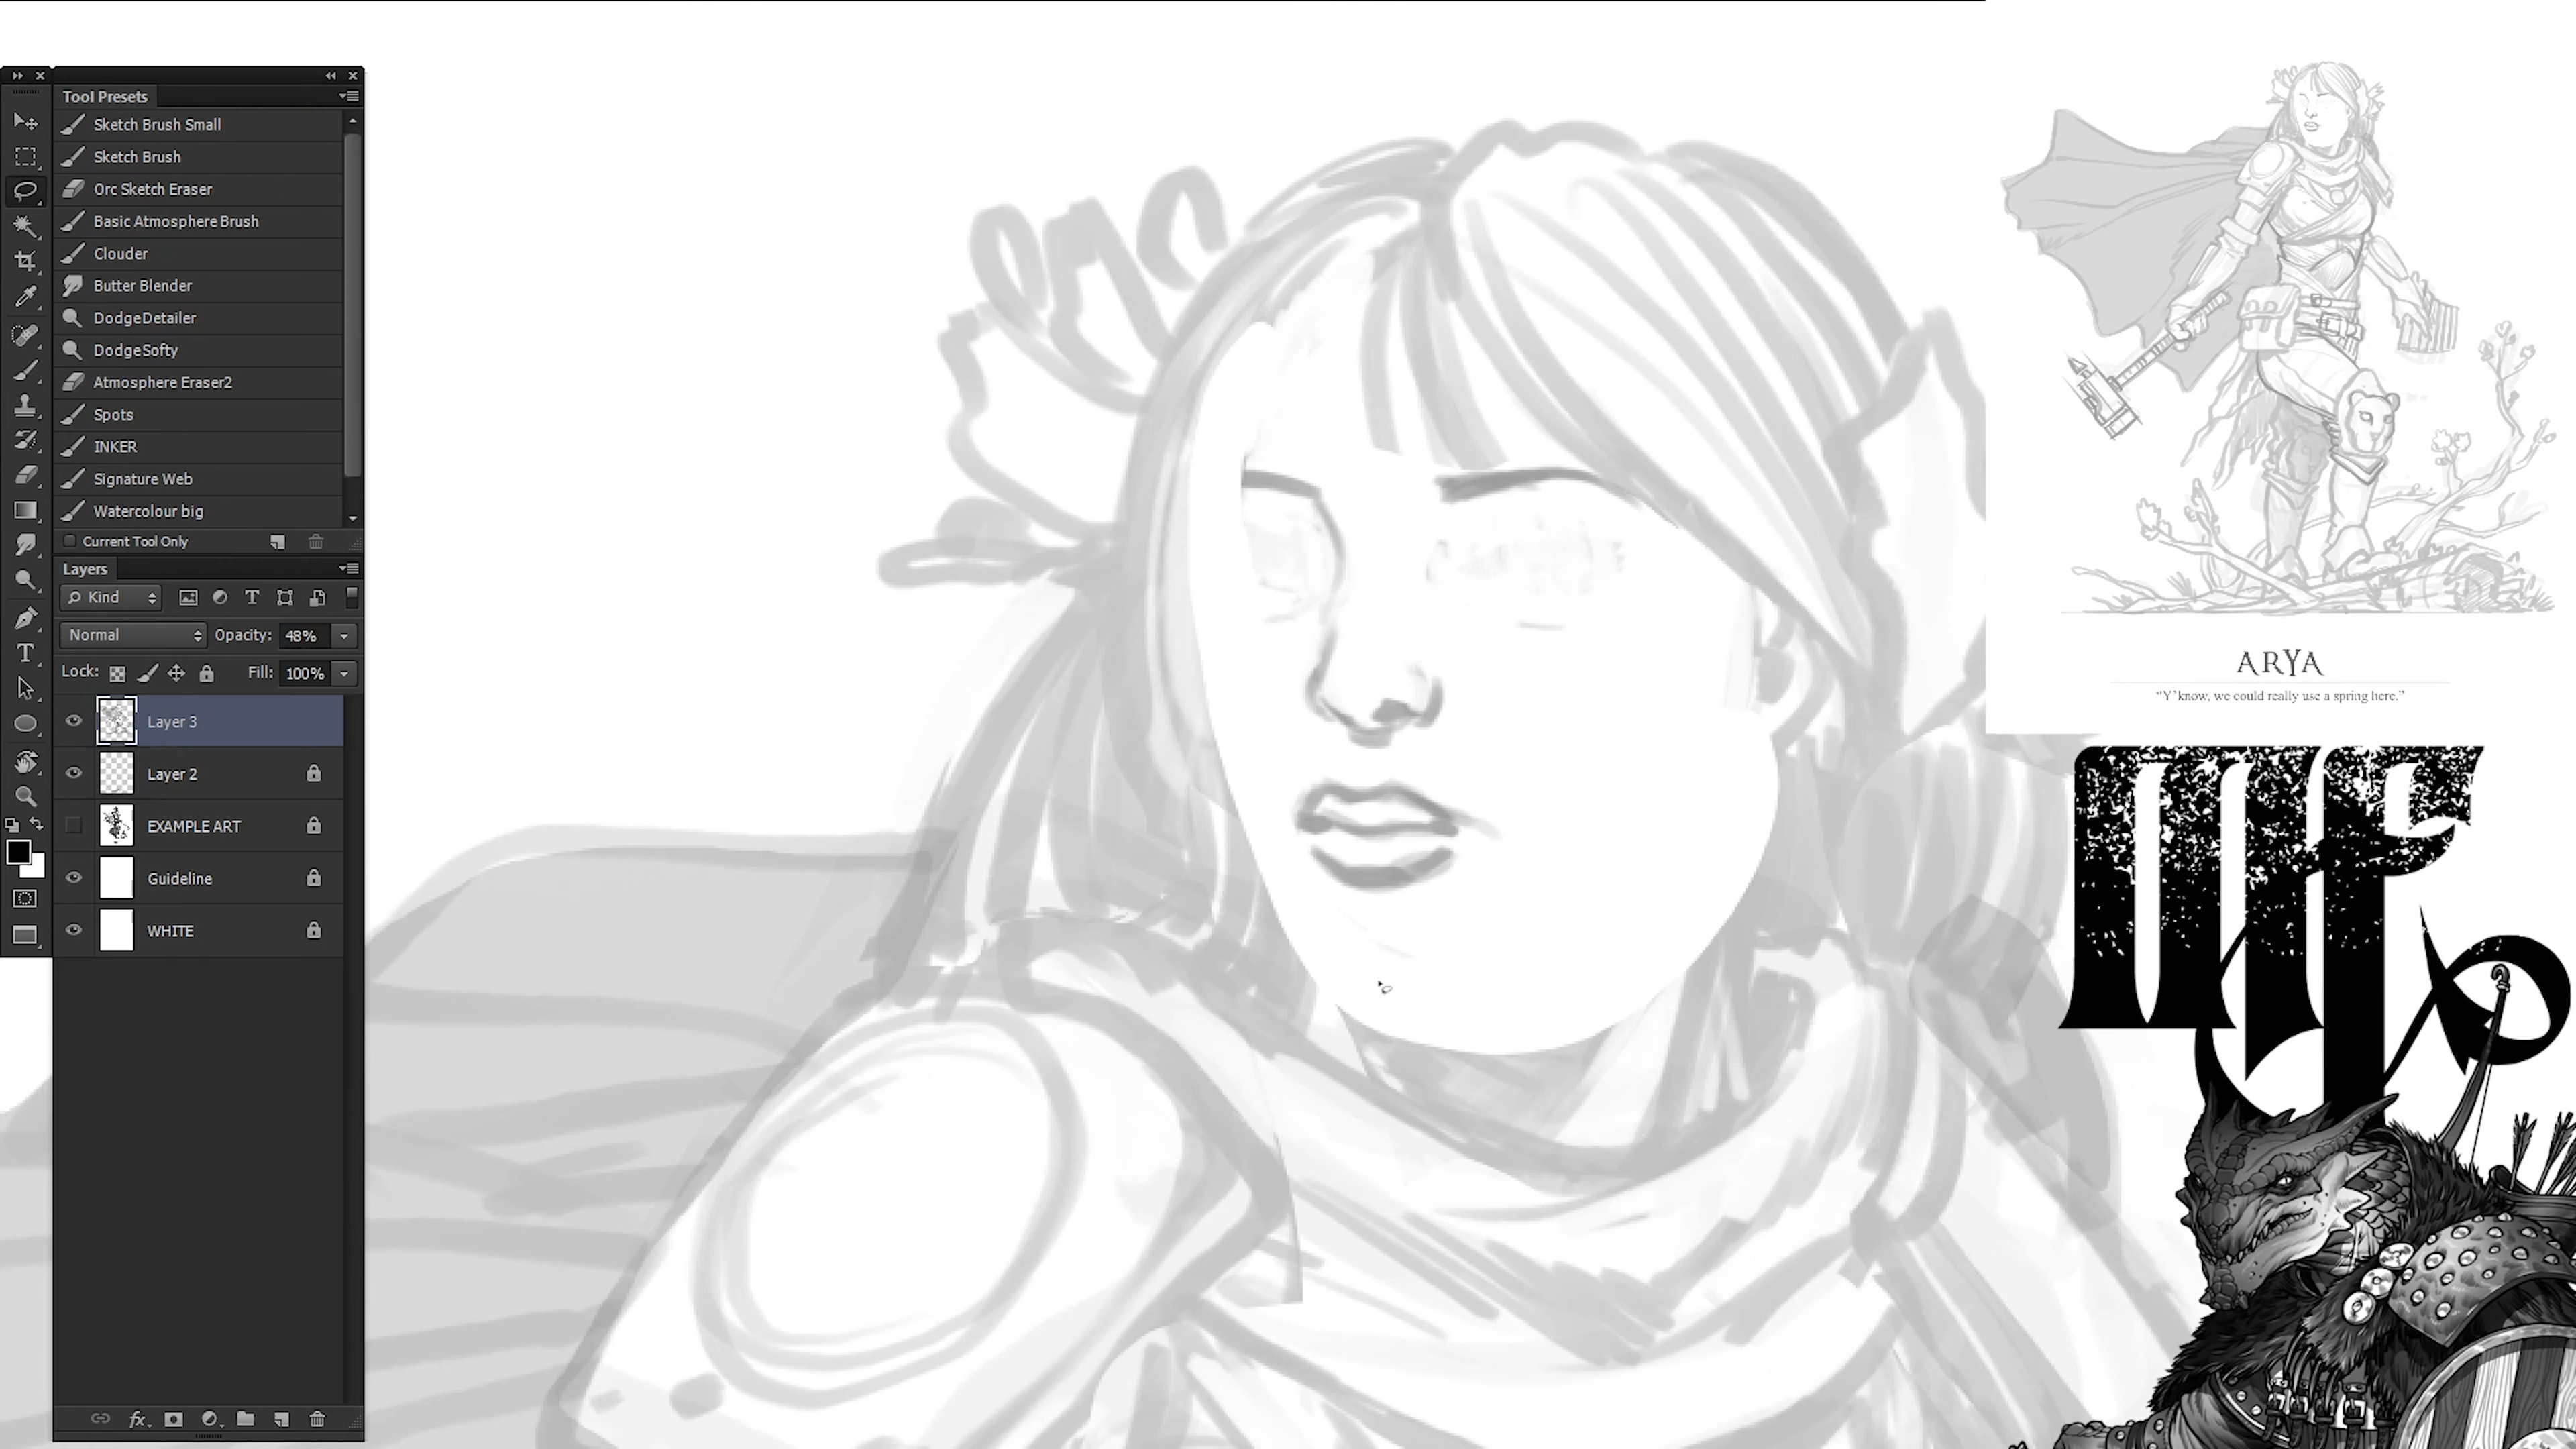 Tool Presets
Sketch Brush Small
Sketch Brush
Orc Sketch Eraser
Basic Atmosphere Brush
Clouder
Butter Blender
DodgeDetailer
DodgeSofty
Atmosphere Eraser2
Spots
INKER
Signature Web
Watercolour big
Current Tool Only
Layers
Kind
Normal Opacity: 48%
Lock: Fill: 100%
Layer 3
Layer 2
EXAMPLE ART
Guideline
WHITE
fx
ARYA
“Y’know, we could really use a spring here.”